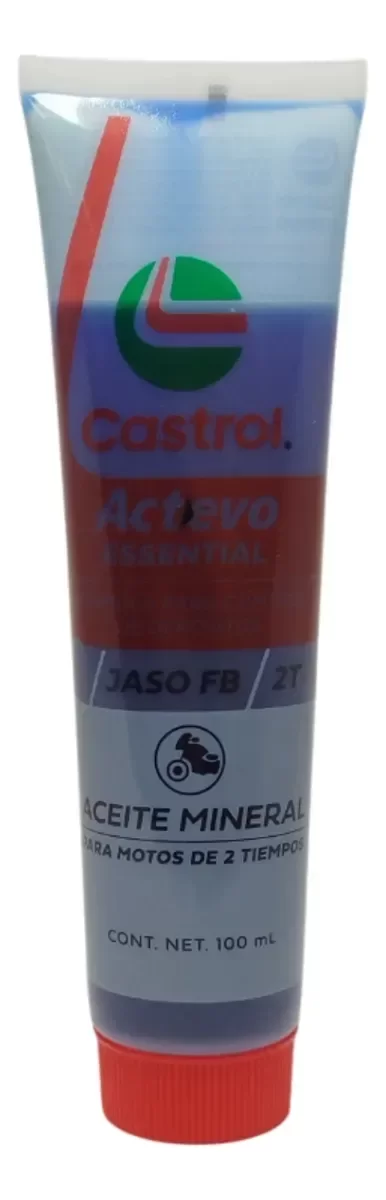 Castrol
Actevo
ESSENTIAL
JASO FB / 2T
ACEITE MINERAL
PARA MOTOS DE 2 TIEMPOS
CONT. NET. 100 mL